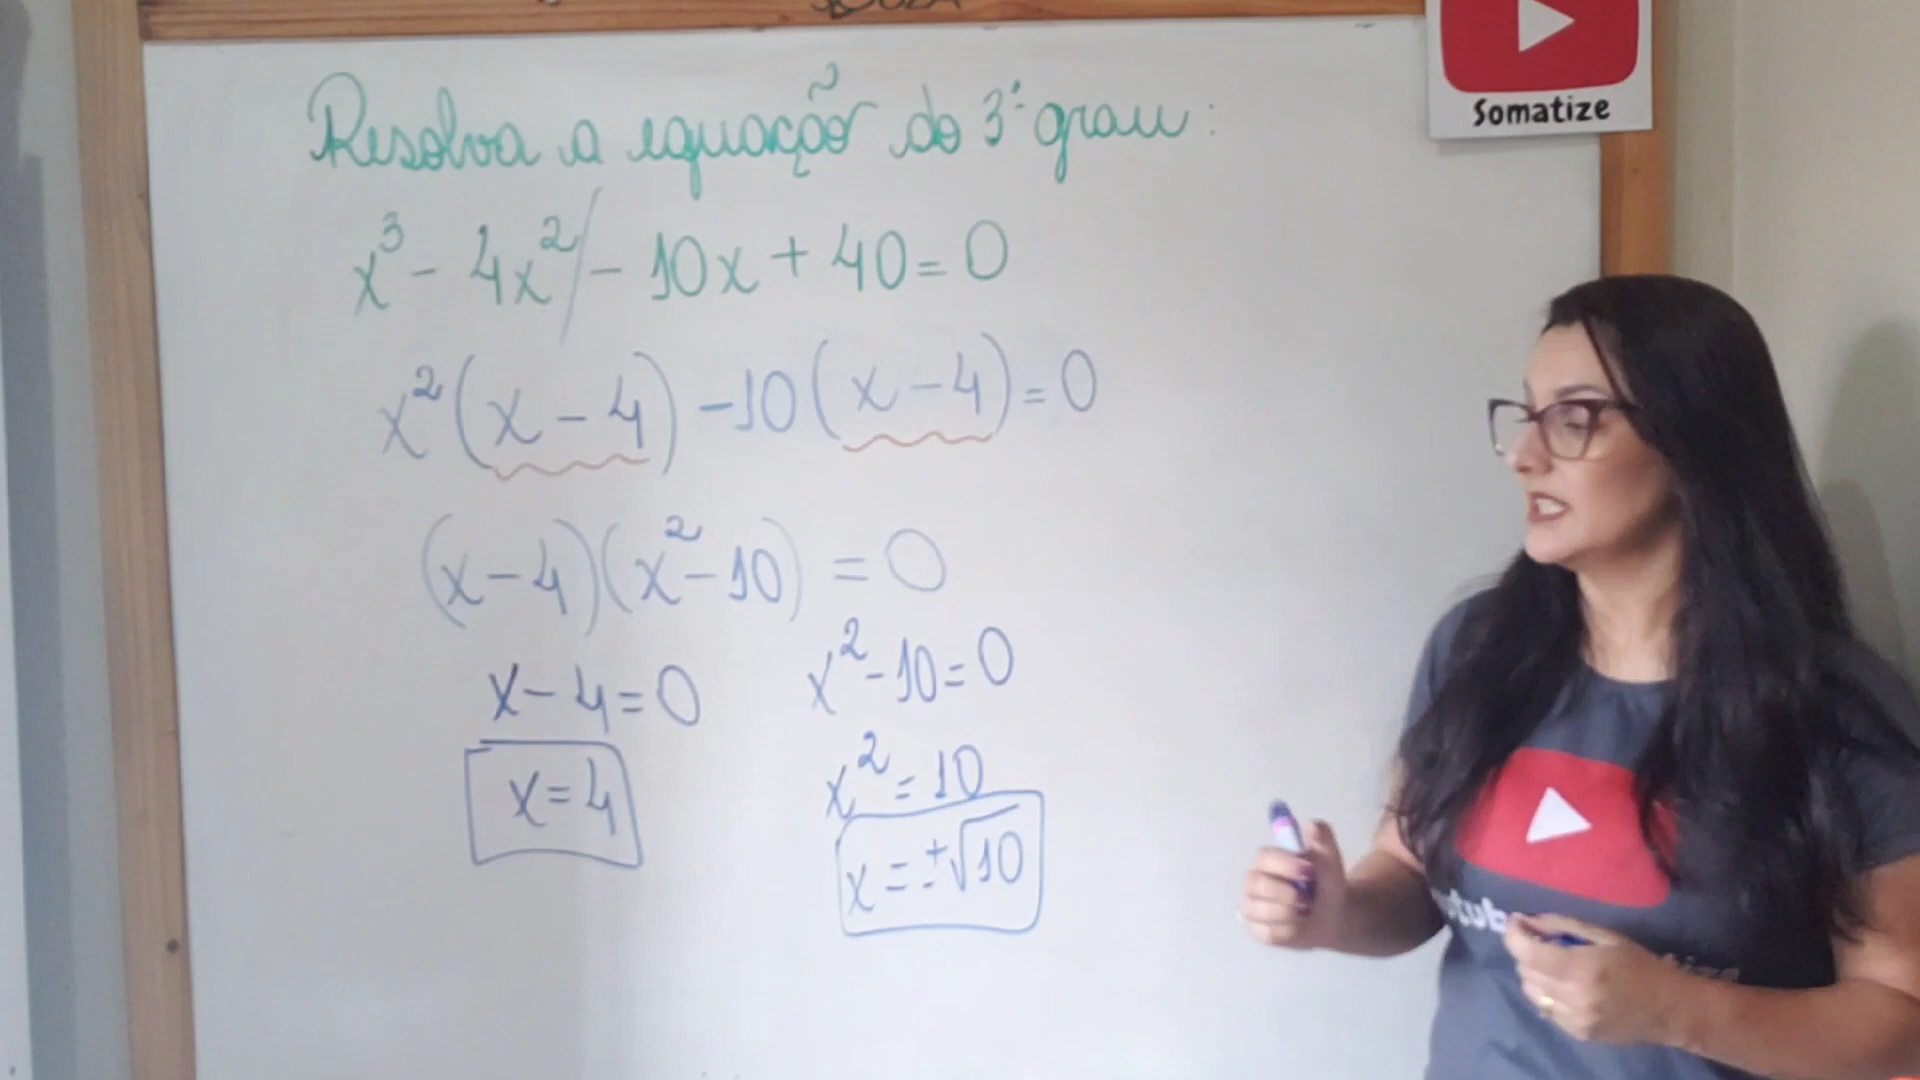 Somatize
Resolva a equação do 3º grau:
x³ - 4x² / - 10x + 40 = 0
x² (x - 4) - 10 (x - 4) = 0
(x - 4) (x² - 10) = 0
x - 4 = 0
x = 4
x² - 10 = 0
x² = 10
x = ± √10